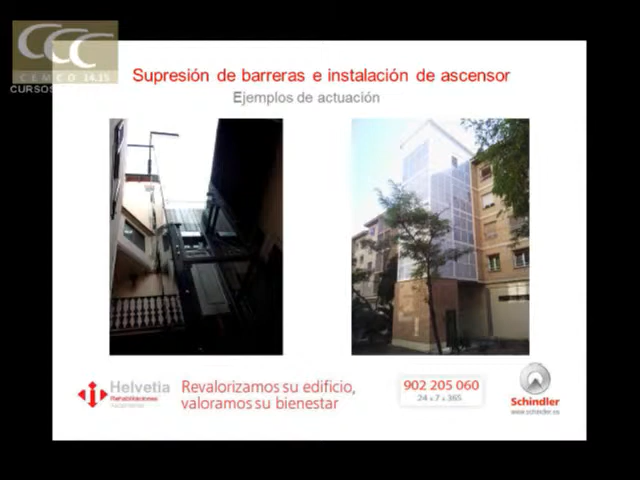 CCC
CEMCO 14.15
CURSOS
Supresión de barreras e instalación de ascensor
Ejemplos de actuación
Helvetia
Rehabilitaciones
Revalorizamos su edificio,
valoramos su bienestar
902 205 060
24 x 7 x 365
Schindler
www.schindler.es